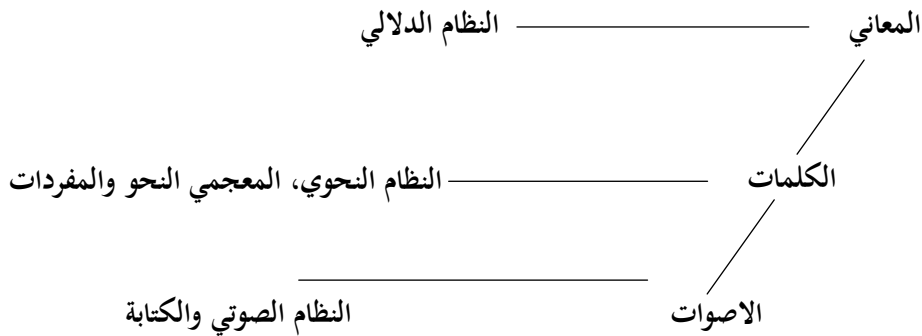 المعاني النظام الدلالي
الكلمات النظام النحوي، المعجمي النحو والمفردات
الاصوات النظام الصوتي والكتابة